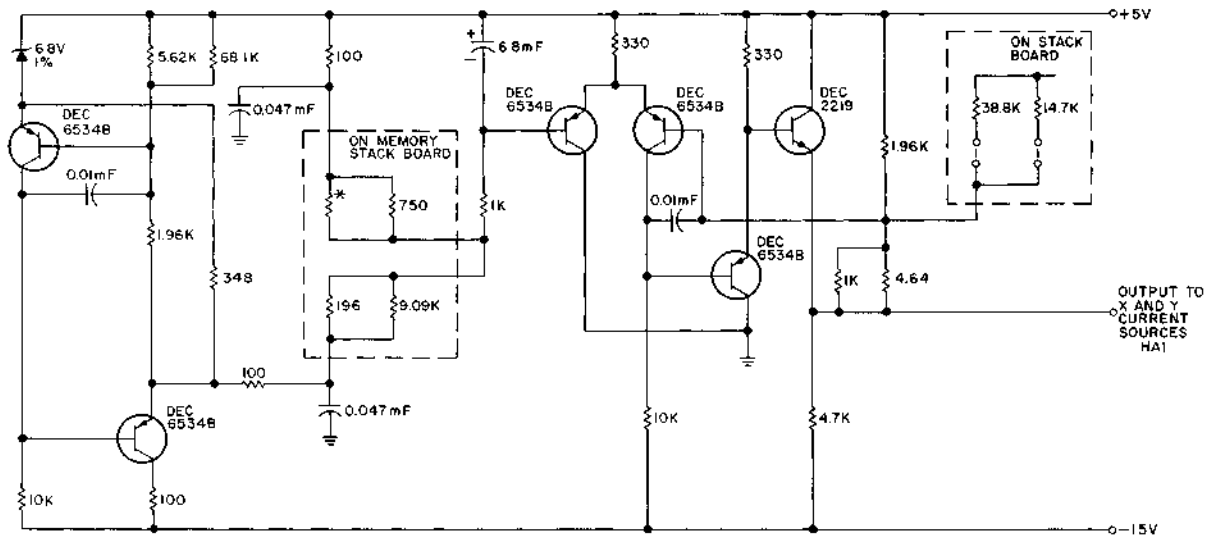 +5V
6.8V
1%
5.62K
68.1K
100
+
6.8mF
-
330
330
ON STACK
BOARD
38.8K
14.7K
DEC
6534B
0.047mF
DEC
6534B
DEC
6534B
DEC
2219
ON MEMORY
STACK BOARD
0.01mF
*
750
1K
0.01mF
1.96K
1.96K
348
196
9.09K
DEC
6534B
1K
4.64
OUTPUT TO
X AND Y
CURRENT
SOURCES
HA1
100
0.047mF
DEC
6534B
10K
4.7K
10K
100
-15V